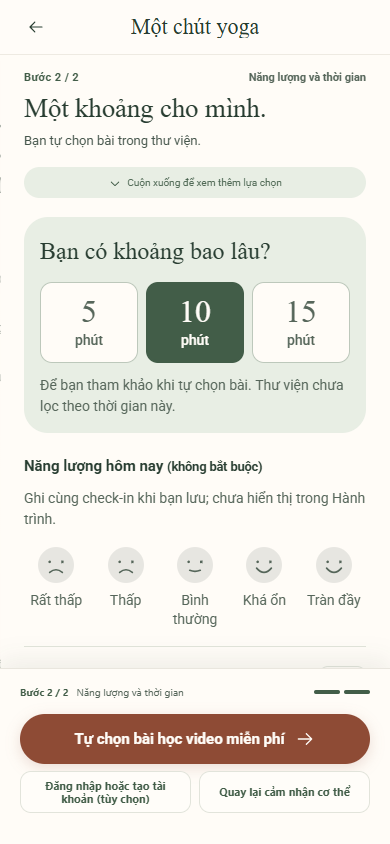 Một chút yoga
Bước 2 / 2
Năng lượng và thời gian
Một khoảng cho mình.
Bạn tự chọn bài trong thư viện.
Cuộn xuống để xem thêm lựa chọn
Bạn có khoảng bao lâu?
5
phút
10
phút
15
phút
Để bạn tham khảo khi tự chọn bài. Thư viện chưa
lọc theo thời gian này.
Năng lượng hôm nay (không bắt buộc)
Ghi cùng check-in khi bạn lưu; chưa hiển thị trong Hành
trình.
Rất thấp
Thấp
Bình
thường
Khá ổn
Tràn đầy
Bước 2 / 2 Năng lượng và thời gian
Tự chọn bài học video miễn phí
Đăng nhập hoặc tạo tài
khoản (tùy chọn)
Quay lại cảm nhận cơ thể